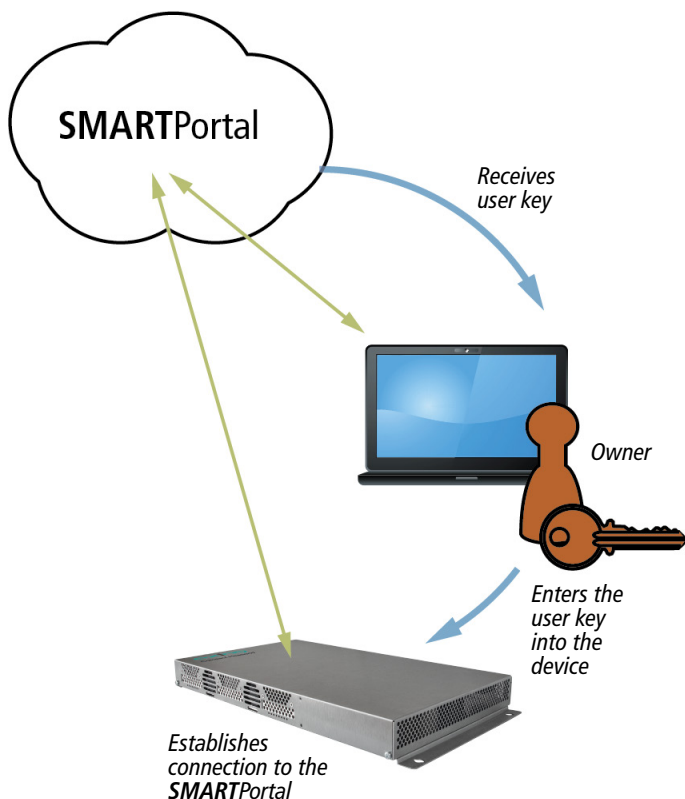 SMARTPortal
Receives
user key
Owner
Enters the
user key
into the
device
Establishes
connection to the
SMARTPortal